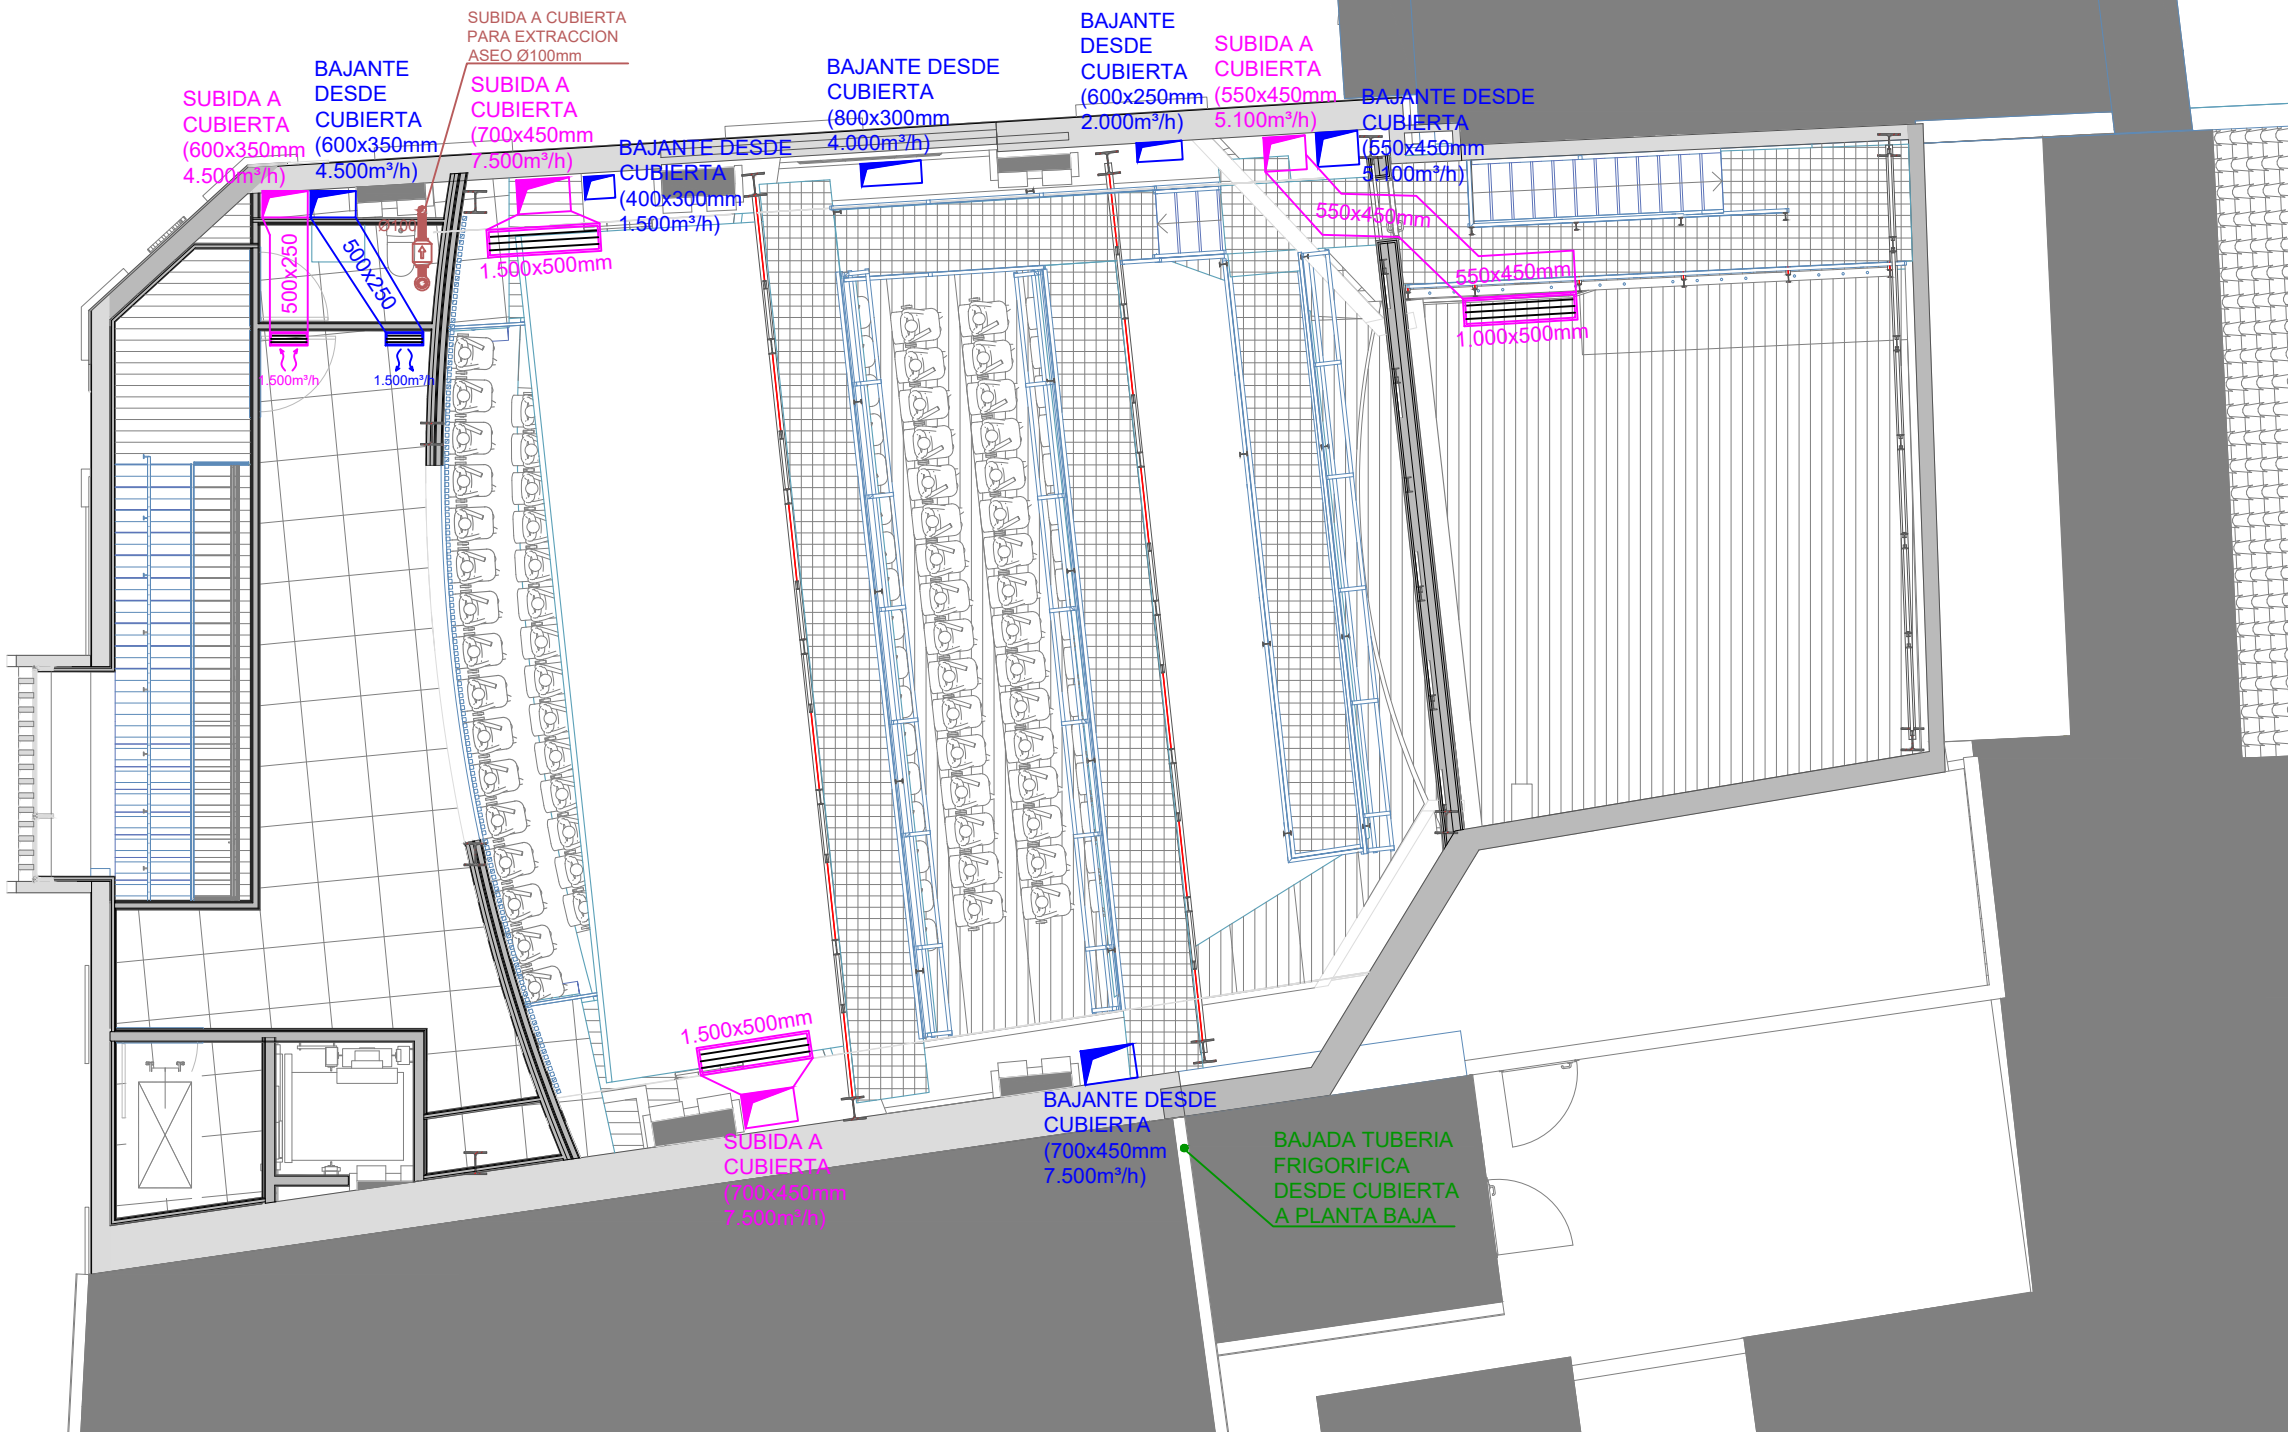 SUBIDA A CUBIERTA
PARA EXTRACCION
ASEO Ø100mm
SUBIDA A
CUBIERTA
(600x350mm
4.500m³/h)
BAJANTE
DESDE
CUBIERTA
(600x350mm
4.500m³/h)
SUBIDA A
CUBIERTA
(700x450mm
7.500m³/h)
BAJANTE DESDE
CUBIERTA
(400x300mm
1.500m³/h)
BAJANTE DESDE
CUBIERTA
(800x300mm
4.000m³/h)
BAJANTE
DESDE
CUBIERTA
(600x250mm
2.000m³/h)
SUBIDA A
CUBIERTA
(550x450mm
5.100m³/h)
BAJANTE DESDE
CUBIERTA
(550x450mm
5.100m³/h)
Ø100
500x250
500x250
1.500m³/h
1.500m³/h
1.500x500mm
550x450mm
550x450mm
1.000x500mm
1.500x500mm
SUBIDA A
CUBIERTA
(700x450mm
7.500m³/h)
BAJANTE DESDE
CUBIERTA
(700x450mm
7.500m³/h)
BAJADA TUBERIA
FRIGORIFICA
DESDE CUBIERTA
A PLANTA BAJA